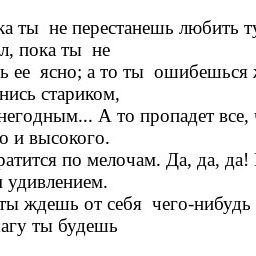 ка ты не перестанешь любить ту
л, пока ты не
ь ее ясно; а то ты ошибешься
нись стариком,
негодным... А то пропадет все,
о и высокого.
ратится по мелочам. Да, да, да!
удивлением.
ты ждешь от себя чего-нибудь
агу ты будешь